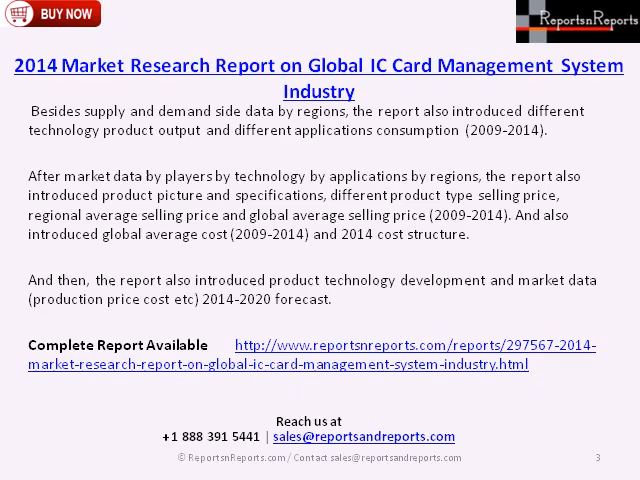 BUY NOW
ReportsnReports
2014 Market Research Report on Global IC Card Management System
Industry
Besides supply and demand side data by regions, the report also introduced different
technology product output and different applications consumption (2009-2014).
After market data by players by technology by applications by regions, the report also
introduced product picture and specifications, different product type selling price,
regional average selling price and global average selling price (2009-2014). And also
introduced global average cost (2009-2014) and 2014 cost structure.
And then, the report also introduced product technology development and market data
(production price cost etc) 2014-2020 forecast.
Complete Report Available http://www.reportsnreports.com/reports/297567-2014-
market-research-report-on-global-ic-card-management-system-industry.html
Reach us at
+1 888 391 5441 | sales@reportsandreports.com
© ReportsnReports.com / Contact sales@reportsandreports.com
3